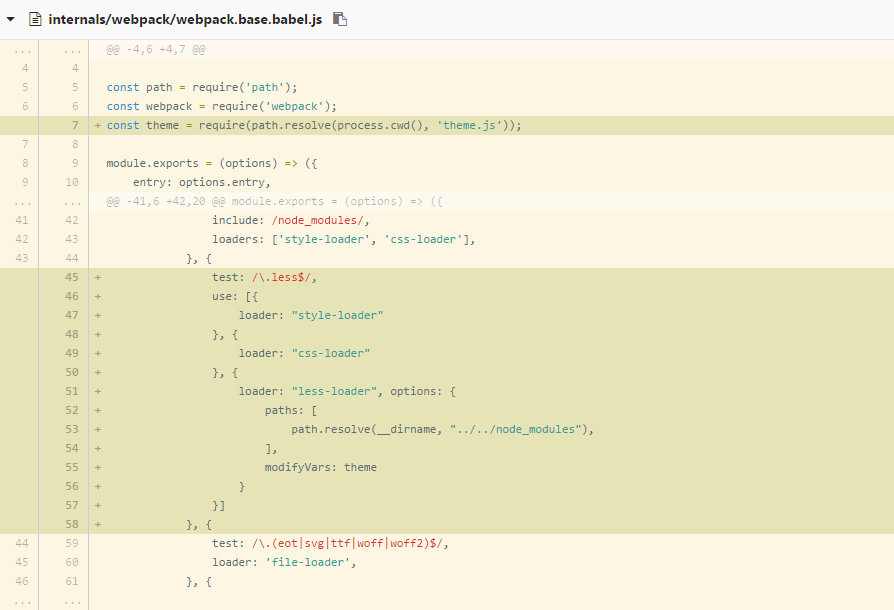 internals/webpack/webpack.base.babel.js
... ... @@ -4,6 +4,7 @@
4 4
5 5 const path = require('path');
6 6 const webpack = require('webpack');
7 + const theme = require(path.resolve(process.cwd(), 'theme.js'));
7 8
8 9 module.exports = (options) => ({
9 10 entry: options.entry,
... ... @@ -41,6 +42,20 @@ module.exports = (options) => ({
41 42 include: /node_modules/,
42 43 loaders: ['style-loader', 'css-loader'],
43 44 }, {
45 + test: /\.less$/,
46 + use: [{
47 + loader: "style-loader"
48 + }, {
49 + loader: "css-loader"
50 + }, {
51 + loader: "less-loader", options: {
52 + paths: [
53 + path.resolve(__dirname, "../../node_modules"),
54 + ],
55 + modifyVars: theme
56 + }
57 + }]
58 + }, {
44 59 test: /\.(eot|svg|ttf|woff|woff2)$/,
45 60 loader: 'file-loader',
46 61 }, {
... ...